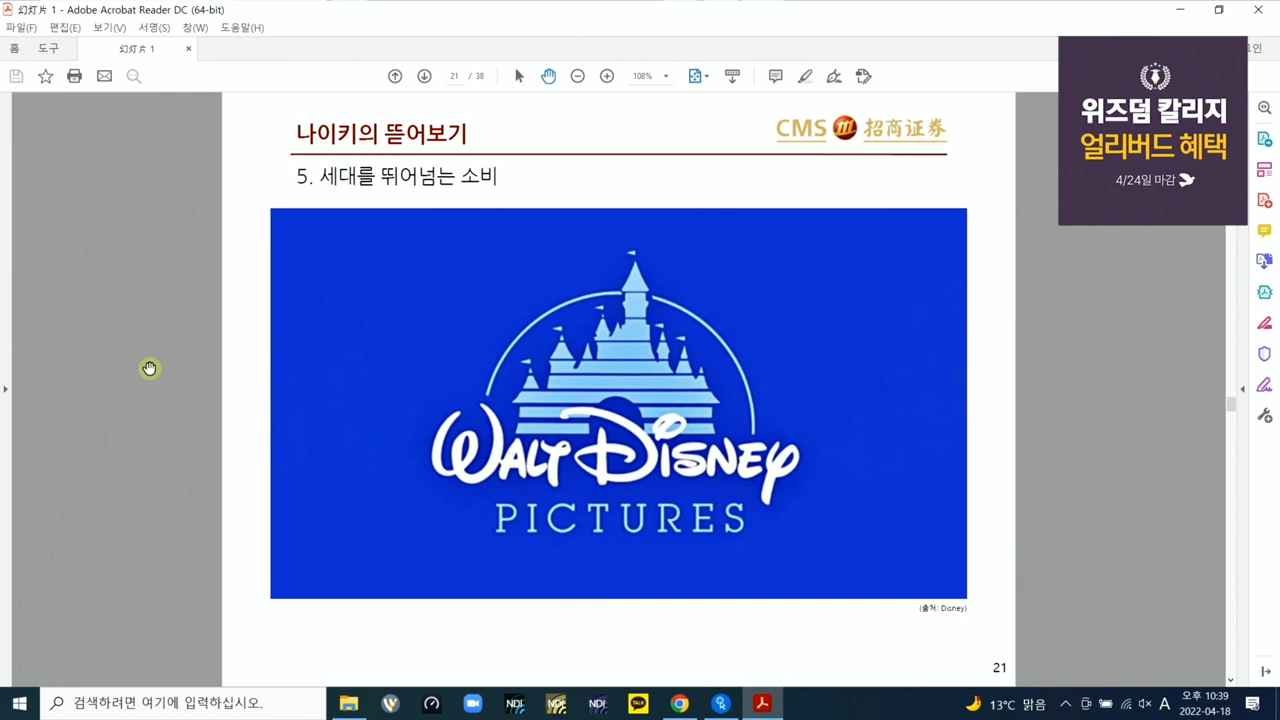 幻灯片 1 - Adobe Acrobat Reader DC (64-bit)
파일(F) 편집(E) 보기(V) 서명(S) 창(W) 도움말(H)
홈 도구 幻灯片 1 ×
21 / 38 108%
위즈덤 칼리지
얼리버드 혜택
4/24일 마감
나이키의 뜯어보기
CMS 招商证券
5. 세대를 뛰어넘는 소비
WALT DISNEY
PICTURES
(출처: Disney)
21
검색하려면 여기에 입력하십시오.
NDI NDI NDI TALK
13°C 맑음 A 오후 10:39
2022-04-18